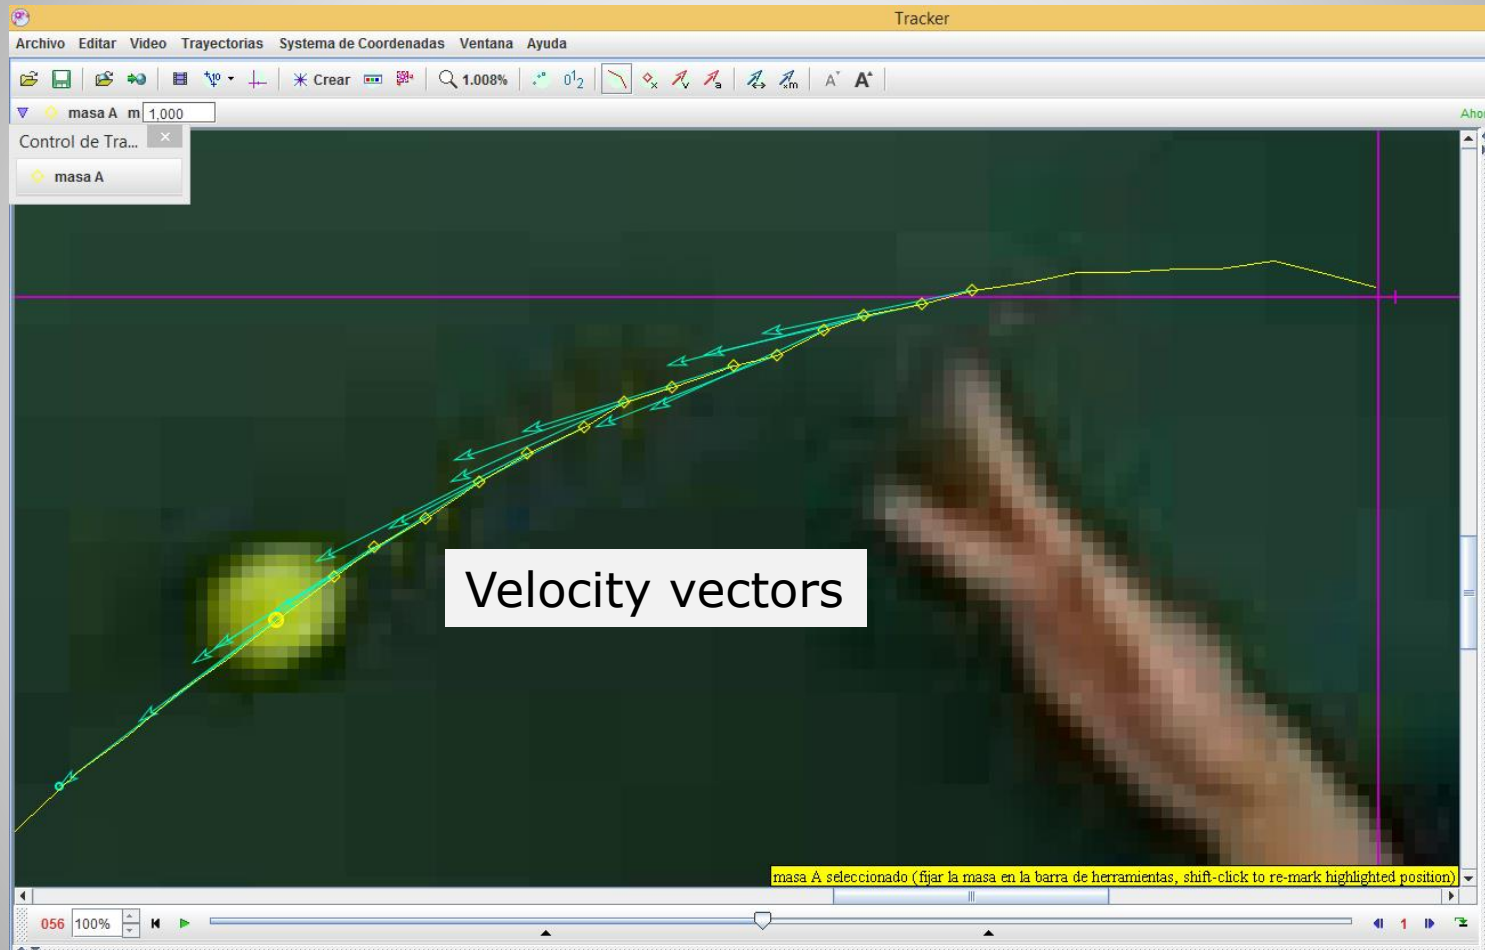 Tracker
Archivo Editar Video Trayectorias Systema de Coordenadas Ventana Ayuda
Crear 1.008%
masa A m 1,000
Ahor
Control de Tra...
masa A
Velocity vectors
masa A seleccionado (fijar la masa en la barra de herramientas, shift-click to re-mark highlighted position)
056 100% 1